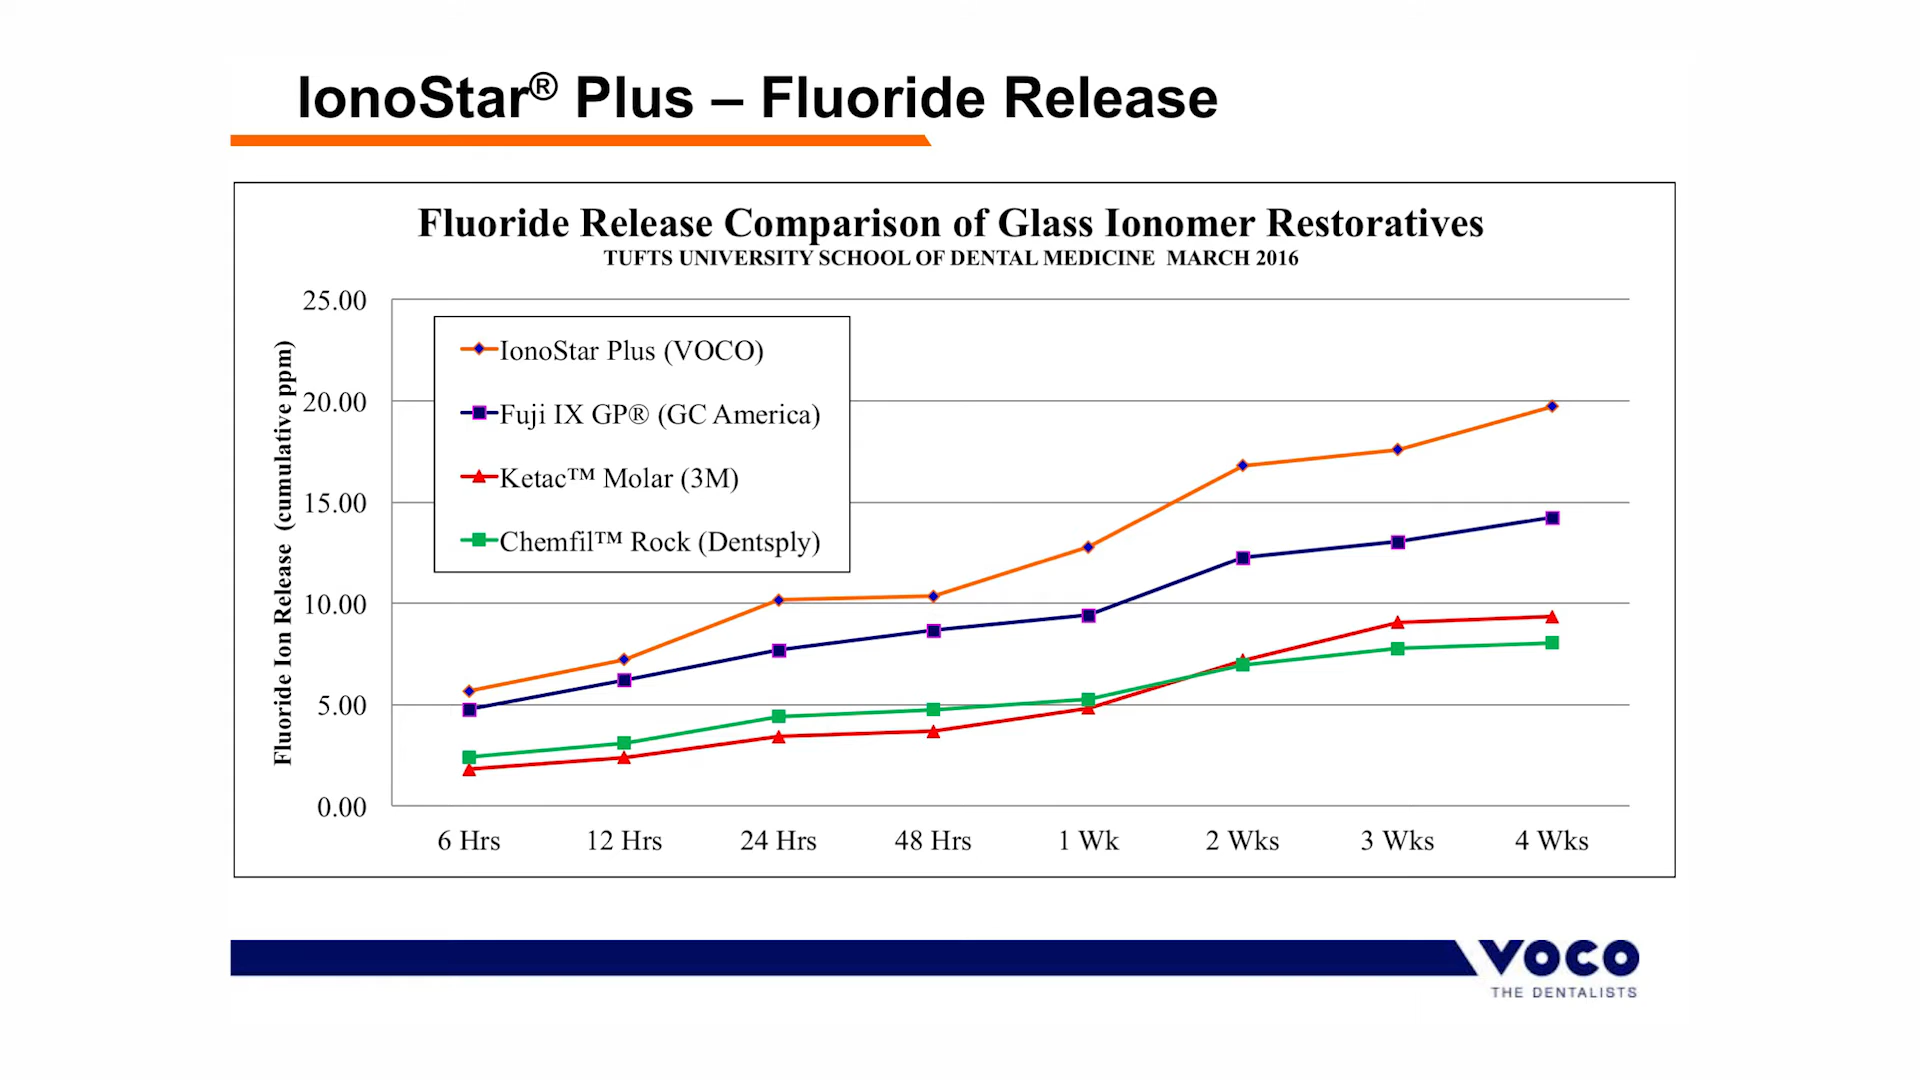 IonoStar® Plus – Fluoride Release
Fluoride Release Comparison of Glass Ionomer Restoratives
TUFTS UNIVERSITY SCHOOL OF DENTAL MEDICINE MARCH 2016
Fluoride Ion Release (cumulative ppm)
25.00
20.00
15.00
10.00
5.00
0.00
IonoStar Plus (VOCO)
Fuji IX GP® (GC America)
Ketac™ Molar (3M)
Chemfil™ Rock (Dentsply)
6 Hrs 12 Hrs 24 Hrs 48 Hrs 1 Wk 2 Wks 3 Wks 4 Wks
VOCO
THE DENTALISTS